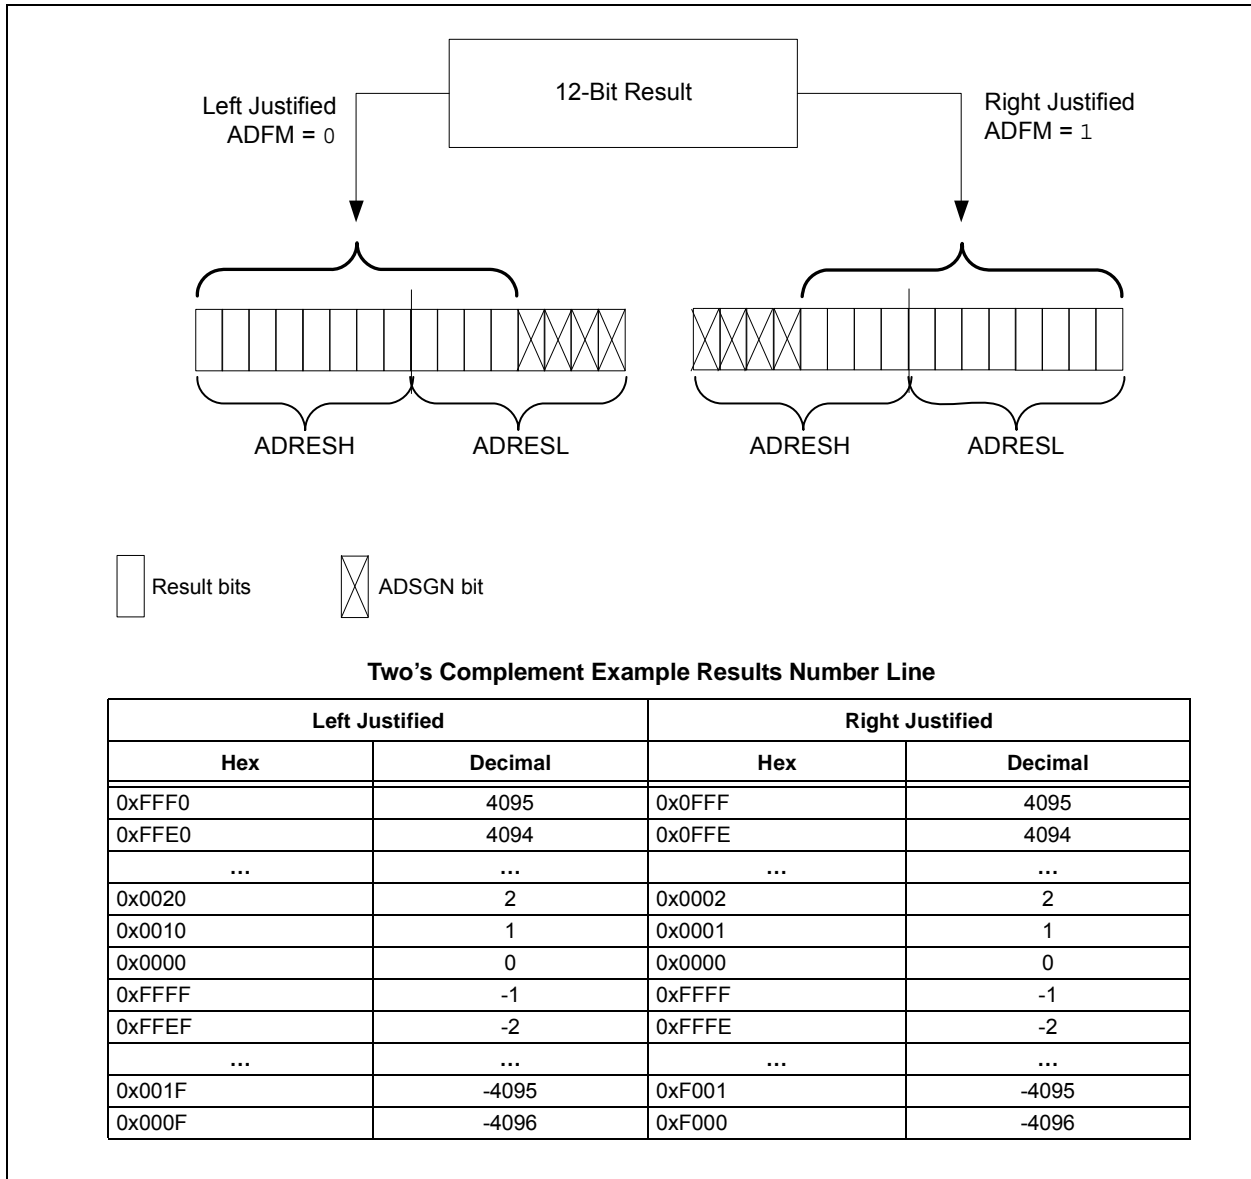 12-Bit Result
Left Justified
ADFM = 0
Right Justified
ADFM = 1
ADRESH
ADRESL
ADRESH
ADRESL
Result bits
ADSGN bit
Two's Complement Example Results Number Line
Left Justified Right Justified
Hex Decimal Hex Decimal
0xFFF0 4095 0x0FFF 4095
0xFFE0 4094 0x0FFE 4094
... ... ... ...
0x0020 2 0x0002 2
0x0010 1 0x0001 1
0x0000 0 0x0000 0
0xFFFF -1 0xFFFF -1
0xFFEF -2 0xFFFE -2
... ... ... ...
0x001F -4095 0xF001 -4095
0x000F -4096 0xF000 -4096